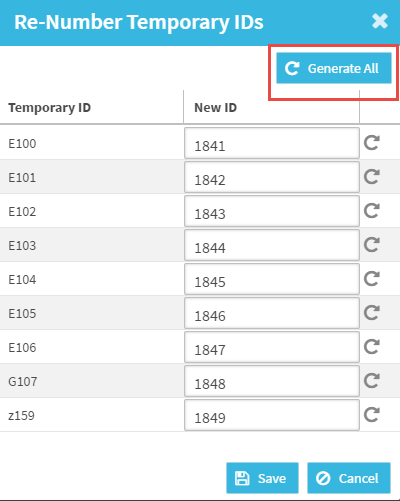 Re-Number Temporary IDs
Generate All
Temporary ID New ID
E100 1841
E101 1842
E102 1843
E103 1844
E104 1845
E105 1846
E106 1847
G107 1848
z159 1849
Save Cancel